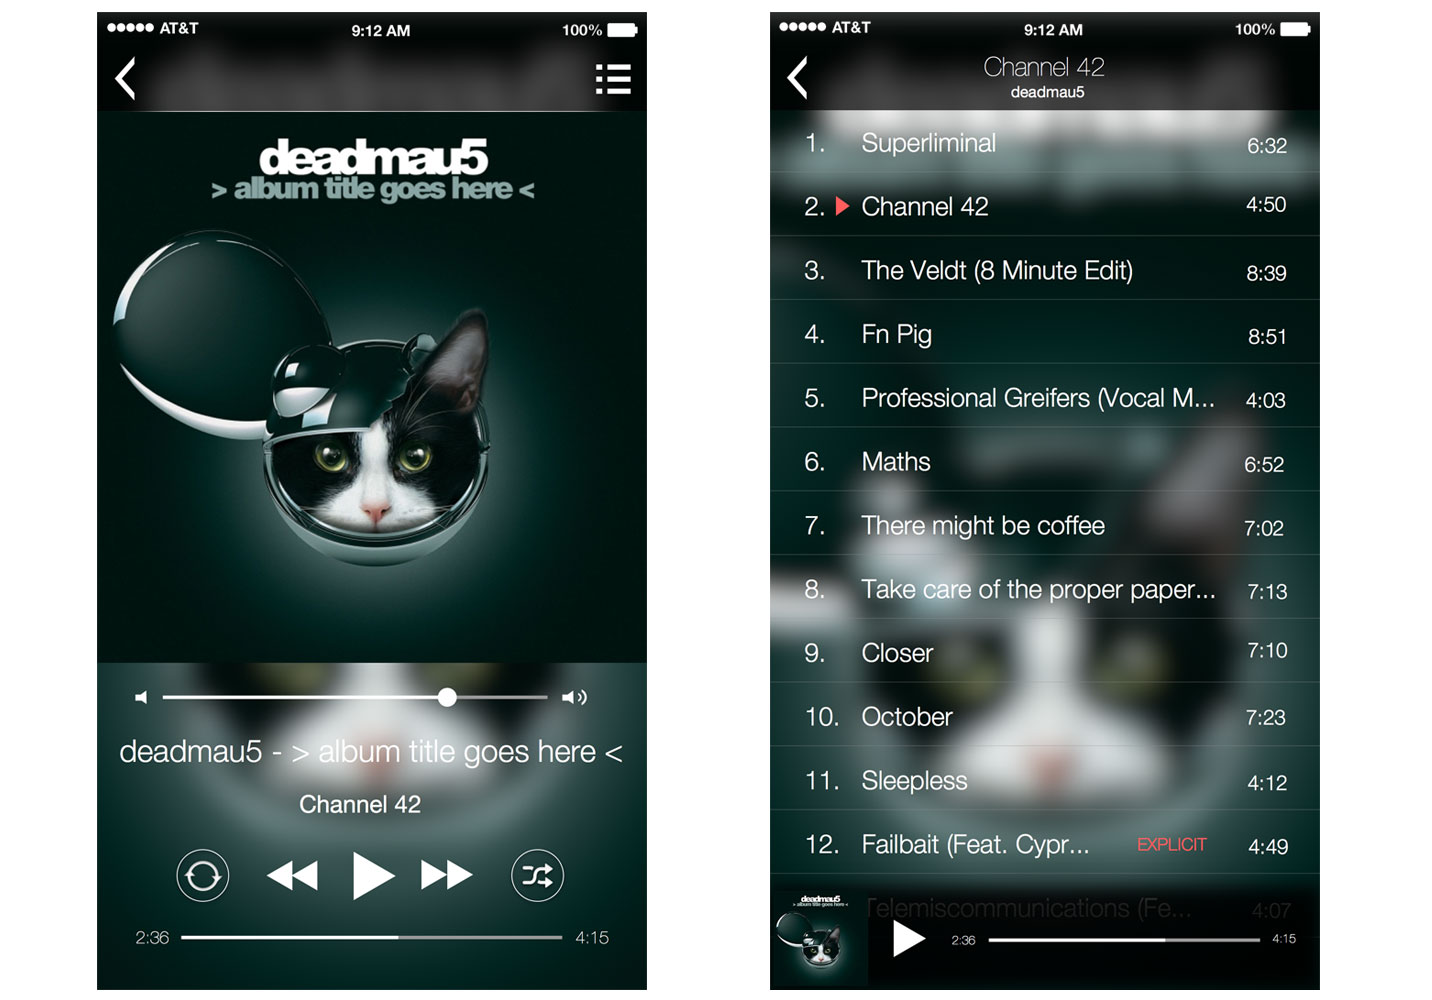 AT&T 9:12 AM 100%
deadmau5
> album title goes here <
deadmau5 - > album title goes here <
Channel 42
2:36 4:15
AT&T 9:12 AM 100%
Channel 42
deadmau5
1. Superliminal 6:32
2. Channel 42 4:50
3. The Veldt (8 Minute Edit) 8:39
4. Fn Pig 8:51
5. Professional Greifers (Vocal M... 4:03
6. Maths 6:52
7. There might be coffee 7:02
8. Take care of the proper paper... 7:13
9. Closer 7:10
10. October 7:23
11. Sleepless 4:12
12. Failbait (Feat. Cypr... EXPLICIT 4:49
Telemiscommunications (Fe... 4:07
deadmau5
> album title goes here <
2:36 4:15